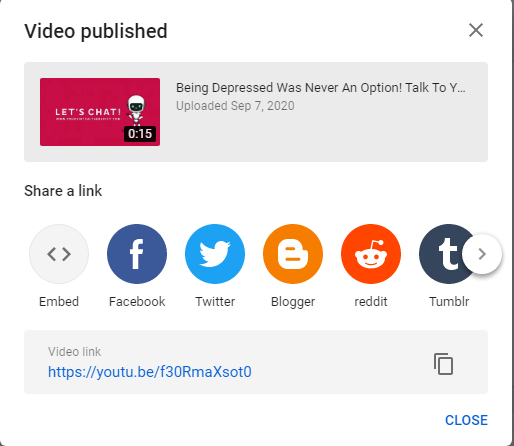 Video published
Being Depressed Was Never An Option! Talk To Y...
Uploaded Sep 7, 2020
LET'S CHAT!
0:15
Share a link
Embed
Facebook
Twitter
Blogger
reddit
Tumblr
Video link
https://youtu.be/f30RmaXsot0
CLOSE